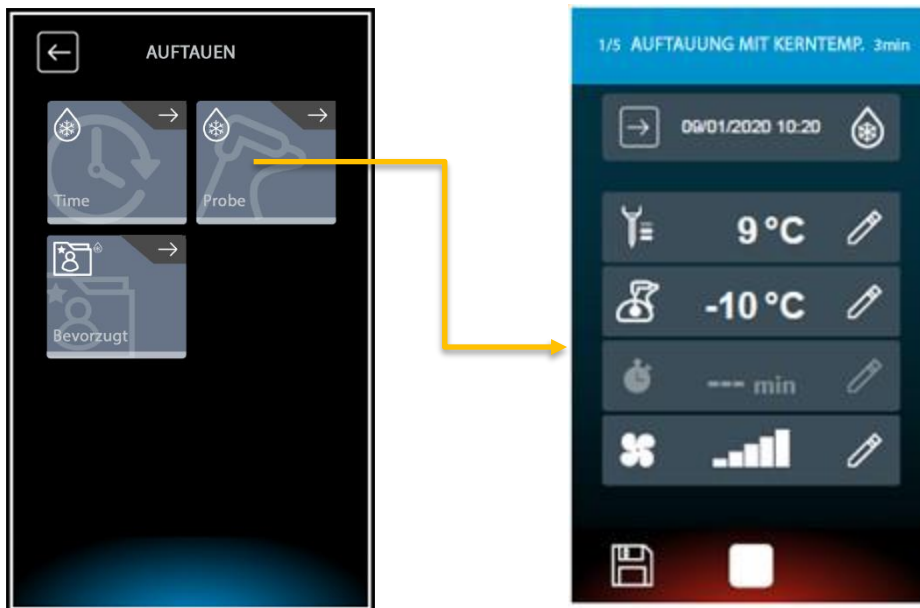 AUFTAUEN
Time
Probe
Bevorzugt
1/5 AUFTAUUNG MIT KERNTEMP. 3min
09/01/2020 10:20
9 °C
-10 °C
--- min